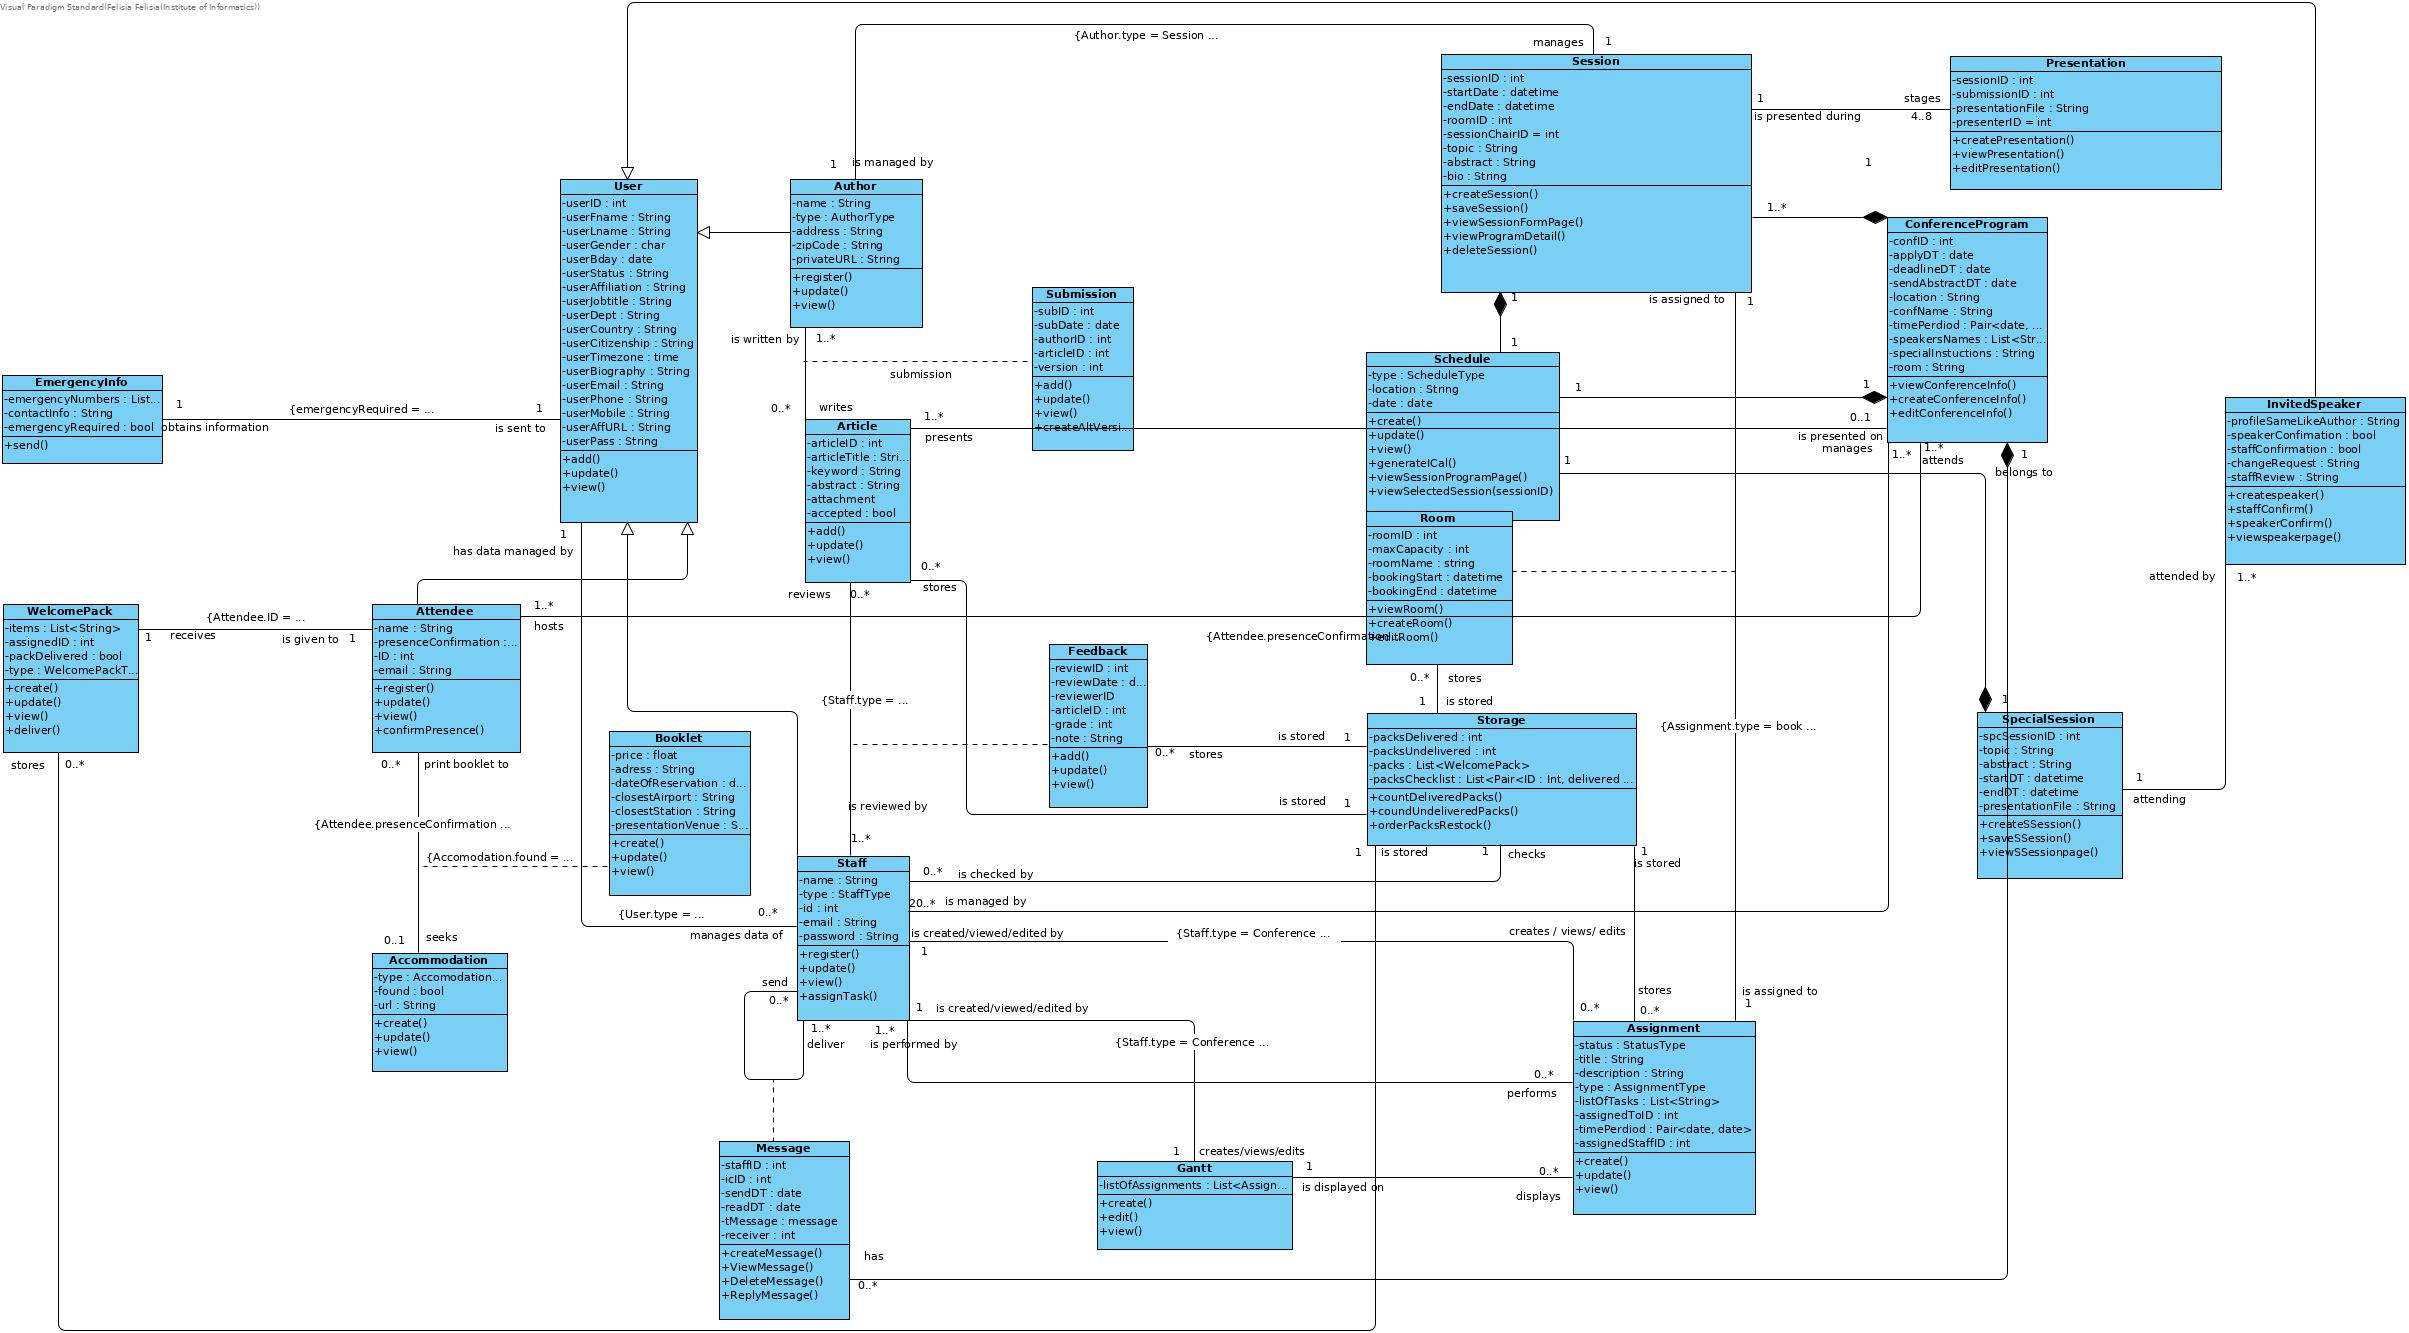 Visual Paradigm Standard(Felisia Felisia(Institute of Informatics))
{Author.type = Session ...
manages
1
1
is managed by
Session
-sessionID : int
-startDate : datetime
-endDate : datetime
-roomID : int
-sessionChairID = int
-topic : String
-abstract : String
-bio : String
+createSession()
+saveSession()
+viewSessionFormPage()
+viewProgramDetail()
+deleteSession()
1
is presented during
stages
4..8
Presentation
-sessionID : int
-submissionID : int
-presentationFile : String
-presenterID = int
+createPresentation()
+viewPresentation()
+editPresentation()
1
1..*
User
-userID : int
-userFname : String
-userLname : String
-userGender : char
-userBday : date
-userStatus : String
-userAffiliation : String
-userJobtitle : String
-userDept : String
-userCountry : String
-userCitizenship : String
-userTimezone : time
-userBiography : String
-userEmail : String
-userPhone : String
-userMobile : String
-userAffURL : String
-userPass : String
+add()
+update()
+view()
Author
-name : String
-type : AuthorType
-address : String
-zipCode : String
-privateURL : String
+register()
+update()
+view()
is written by
1..*
submission
0..*
writes
Submission
-subID : int
-subDate : date
-authorID : int
-articleID : int
-version : int
+add()
+update()
+view()
+createAltVersi...
ConferenceProgram
-confID : int
-applyDT : date
-deadlineDT : date
-sendAbstractDT : date
-location : String
-confName : String
-timePerdiod : Pair<date, ...
-speakersNames : List<Str...
-specialInstuctions : String
-room : String
+viewConferenceInfo()
+createConferenceInfo()
+editConferenceInfo()
1
1
is assigned to
1
Schedule
-type : ScheduleType
-location : String
-date : date
+create()
+update()
+view()
+generateICal()
+viewSessionProgramPage()
+viewSelectedSession(sessionID)
1
1
0..1
is presented on
manages
1..*
1..*
attends
1
belongs to
1
EmergencyInfo
-emergencyNumbers : List...
-contactInfo : String
-emergencyRequired : bool
+send()
1
obtains information
{emergencyRequired = ...
1
is sent to
Article
-articleID : int
-articleTitle : Stri...
-keyword : String
-abstract : String
-attachment
-accepted : bool
+add()
+update()
+view()
1..*
presents
0..*
stores
reviews
0..*
InvitedSpeaker
-profileSameLikeAuthor : String
-speakerConfimation : bool
-staffConfirmation : bool
-changeRequest : String
-staffReview : String
+createspeaker()
+staffConfirm()
+speakerConfirm()
+viewspeakerpage()
attended by
1..*
1
has data managed by
Room
-roomID : int
-maxCapacity : int
-roomName : string
-bookingStart : datetime
-bookingEnd : datetime
+viewRoom()
+createRoom()
+editRoom()
WelcomePack
-items : List<String>
-assignedID : int
-packDelivered : bool
-type : WelcomePackT...
+create()
+update()
+view()
+deliver()
1
receives
{Attendee.ID = ...
is given to
1
Attendee
-name : String
-presenceConfirmation :...
-ID : int
-email : String
+register()
+update()
+view()
+confirmPresence()
1..*
hosts
{Attendee.presenceConfirmation...
Feedback
-reviewID : int
-reviewDate : d...
-reviewerID
-articleID : int
-grade : int
-note : String
+add()
+update()
+view()
0..*
stores
1
is stored
{Staff.type = ...
is reviewed by
1..*
0..*
stores
is stored
1
is stored
1
Storage
-packsDelivered : int
-packsUndelivered : int
-packs : List<WelcomePack>
-packsChecklist : List<Pair<ID : Int, delivered ...
+countDeliveredPacks()
+coundUndeliveredPacks()
+orderPacksRestock()
{Assignment.type = book ...
1
SpecialSession
-spcSessionID : int
-topic : String
-abstract : String
-startDT : datetime
-endDT : datetime
-presentationFile : String
+createSSession()
+saveSSession()
+viewSSessionpage()
1
attending
stores
0..*
0..*
print booklet to
{Attendee.presenceConfirmation ...
{Accomodation.found = ...
0..1
seeks
Booklet
-price : float
-adress : String
-dateOfReservation : d...
-closestAirport : String
-closestStation : String
-presentationVenue : S...
+create()
+update()
+view()
1
is stored
1
checks
1
is stored
Staff
-name : String
-type : StaffType
-id : int
-email : String
-password : String
+register()
+update()
+view()
+assignTask()
0..*
is checked by
20..*
is managed by
is created/viewed/edited by
1
{Staff.type = Conference ...
creates / views/ edits
{User.type = ...
0..*
manages data of
Accommodation
-type : Accomodation...
-found : bool
-url : String
+create()
+update()
+view()
send
0..*
1..*
deliver
1..*
is performed by
1
is created/viewed/edited by
{Staff.type = Conference ...
0..*
stores
0..*
is assigned to
1
0..*
performs
Assignment
-status : StatusType
-title : String
-description : String
-type : AssignmentType
-listOfTasks : List<String>
-assignedToID : int
-timePerdiod : Pair<date, date>
-assignedStaffID : int
+create()
+update()
+view()
Message
-staffID : int
-icID : int
-sendDT : date
-readDT : date
-tMessage : message
-receiver : int
+createMessage()
+ViewMessage()
+DeleteMessage()
+ReplyMessage()
has
0..*
1
creates/views/edits
Gantt
-listOfAssignments : List<Assign...
+create()
+edit()
+view()
1
is displayed on
0..*
displays